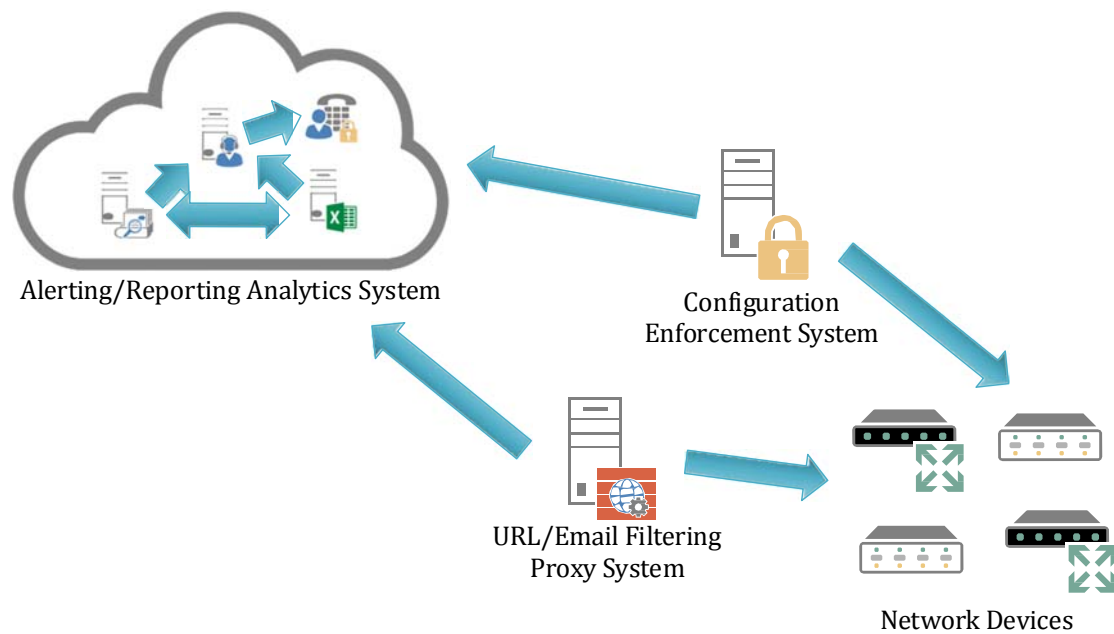 Alerting/Reporting Analytics System
Configuration
Enforcement System
URL/Email Filtering
Proxy System
Network Devices
X